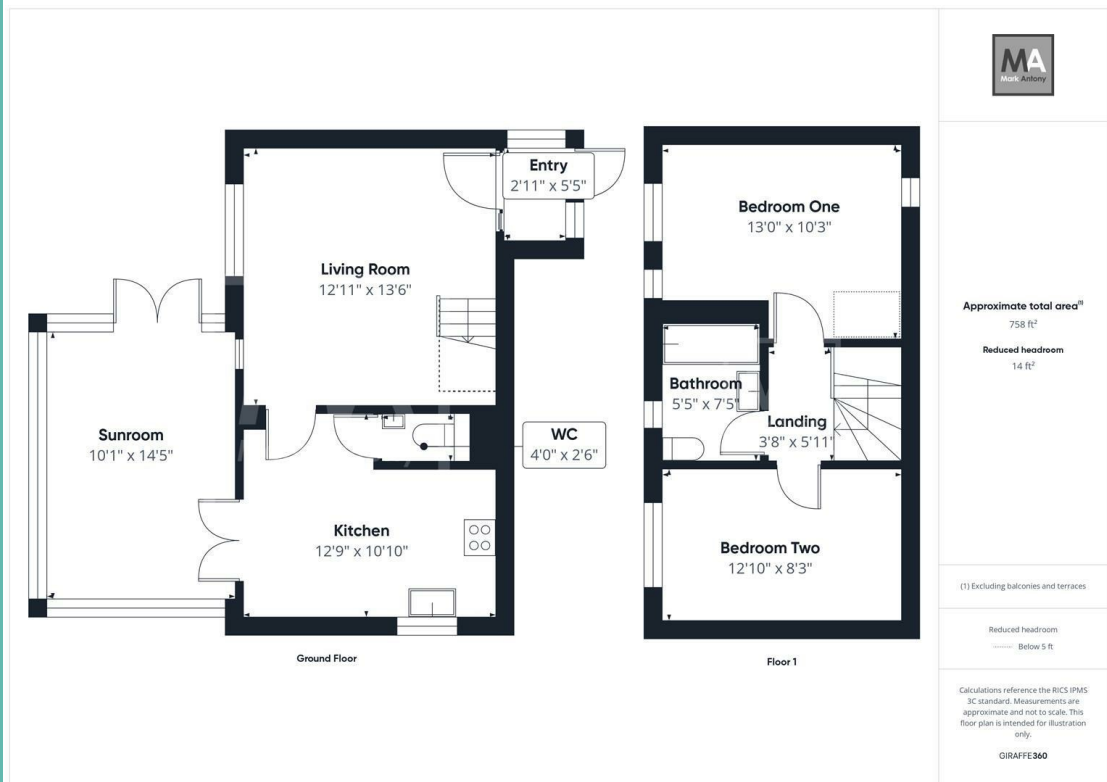 Entry
2'11" x 5'5"
Living Room
12'11" x 13'6"
Sunroom
10'1" x 14'5"
WC
4'0" x 2'6"
Kitchen
12'9" x 10'10"
Ground Floor
Bedroom One
13'0" x 10'3"
Bathroom
5'5" x 7'5"
Landing
3'8" x 5'11"
Bedroom Two
12'10" x 8'3"
Floor 1
MA
Mark Antony
Approximate total area⁽¹⁾
758 ft²
Reduced headroom
14 ft²
(1) Excluding balconies and terraces
Reduced headroom
Below 5 ft
Calculations reference the RICS IPMS
3C standard. Measurements are
approximate and not to scale. This
floor plan is intended for illustration
only.
GIRAFFE360